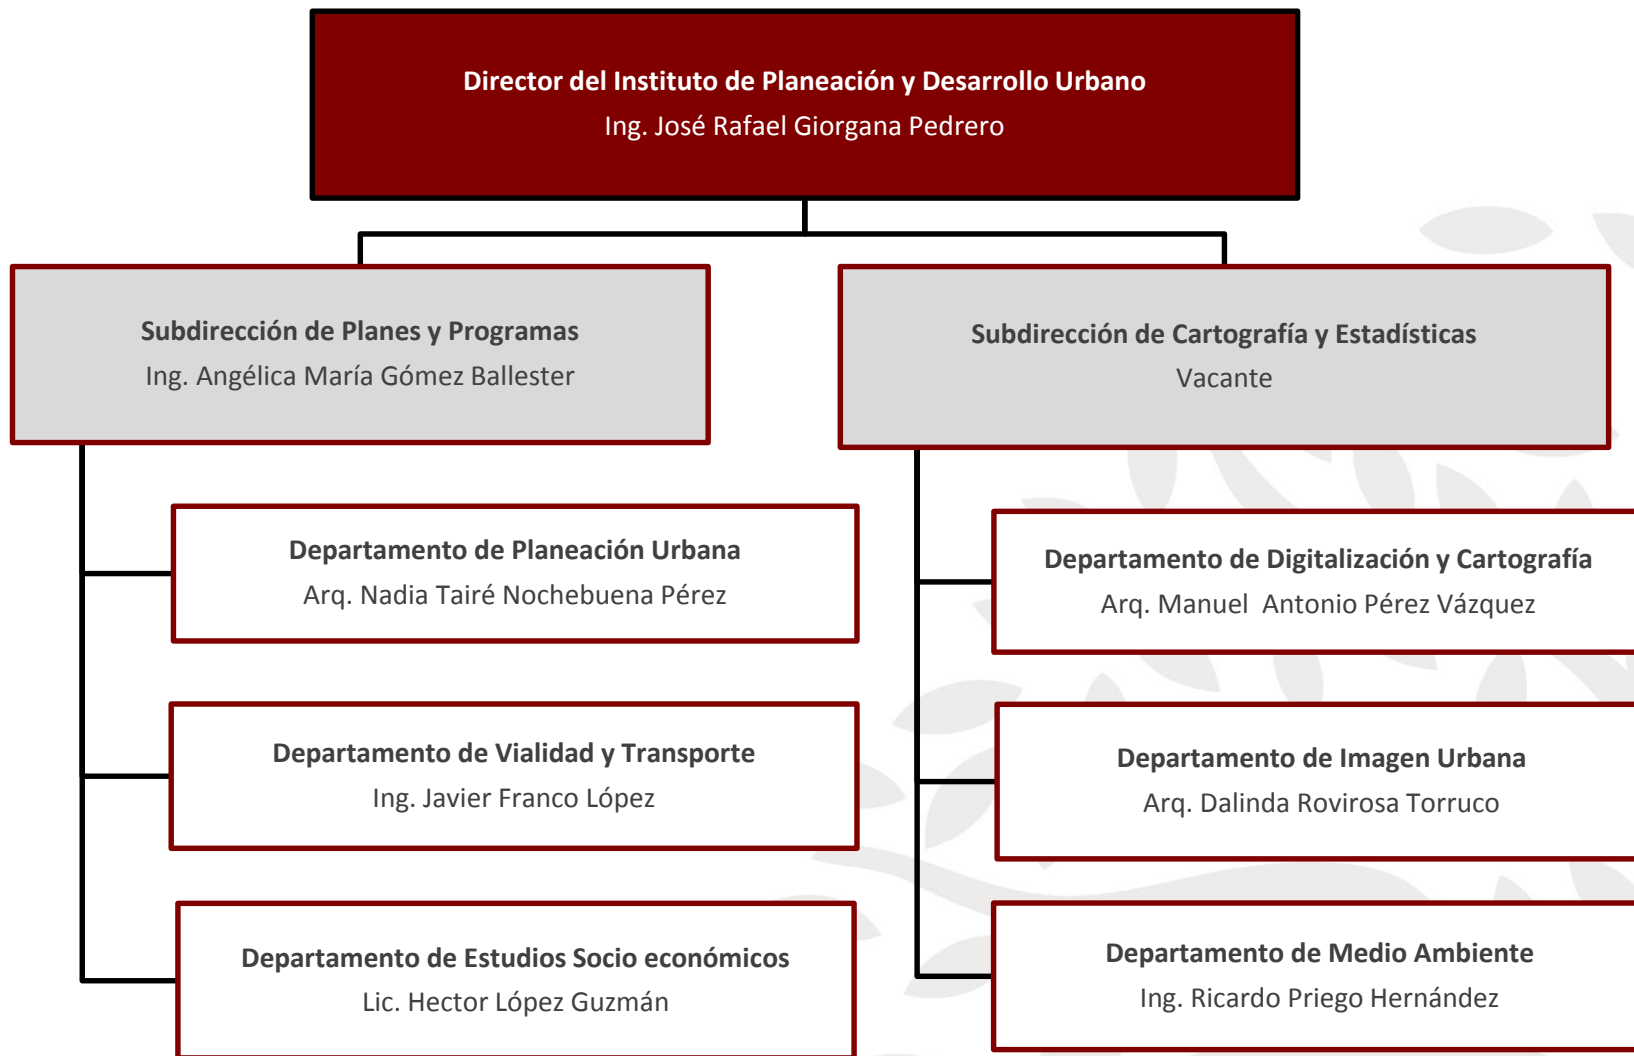 Director del Instituto de Planeación y Desarrollo Urbano
Ing. José Rafael Giorgana Pedrero
Subdirección de Planes y Programas
Ing. Angélica María Gómez Ballester
Subdirección de Cartografía y Estadísticas
Vacante
Departamento de Planeación Urbana
Arq. Nadia Tairé Nochebuena Pérez
Departamento de Digitalización y Cartografía
Arq. Manuel  Antonio Pérez Vázquez
Departamento de Vialidad y Transporte
Ing. Javier Franco López
Departamento de Imagen Urbana
Arq. Dalinda Rovirosa Torruco
Departamento de Estudios Socio económicos
Lic. Hector López Guzmán
Departamento de Medio Ambiente
Ing. Ricardo Priego Hernández